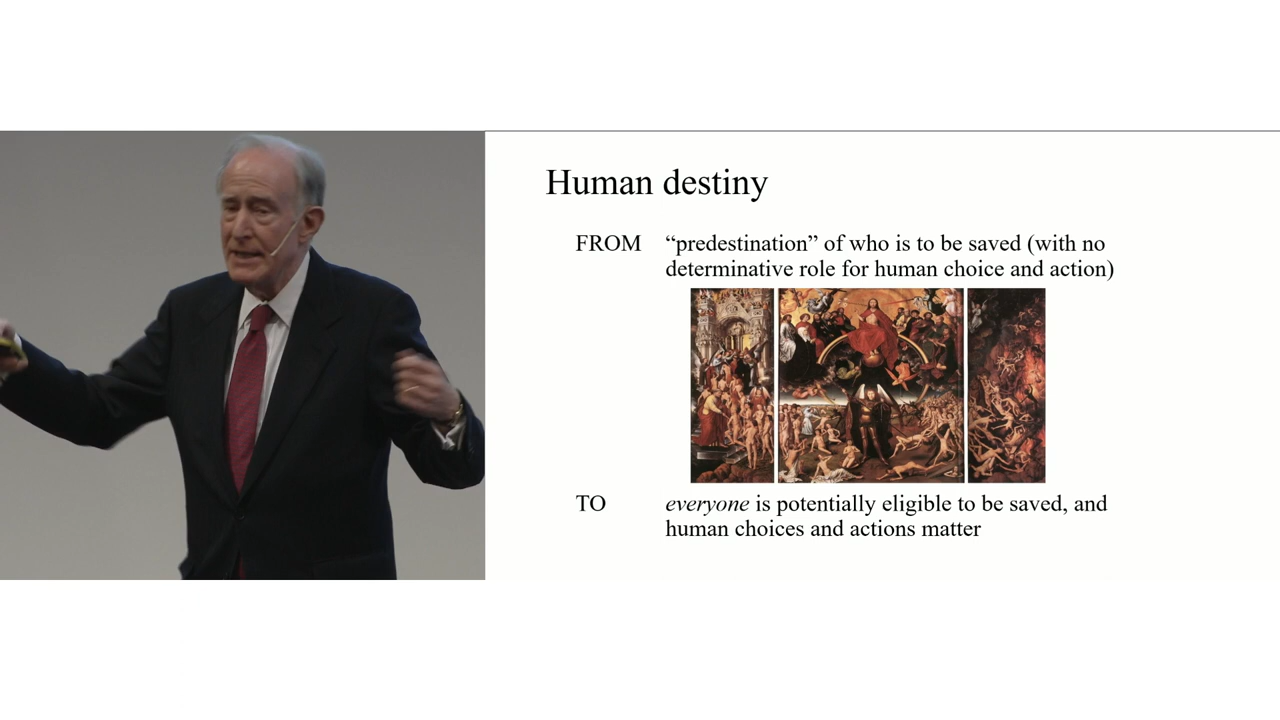 Human destiny
FROM “predestination” of who is to be saved (with no
determinative role for human choice and action)
TO everyone is potentially eligible to be saved, and
human choices and actions matter